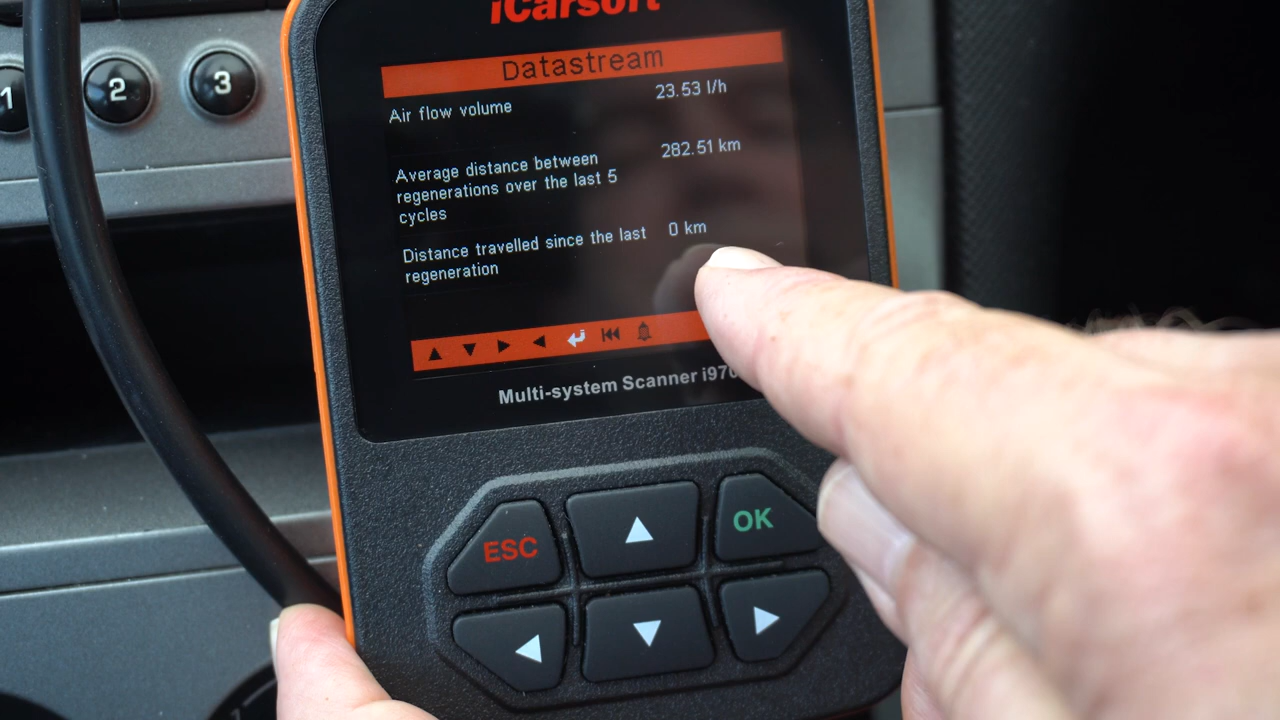 iCarsoft
1
2
3
Datastream
Air flow volume 23.53 l/h
Average distance between 282.51 km
regenerations over the last 5
cycles
Distance travelled since the last 0 km
regeneration
Multi-system Scanner
ESC
OK